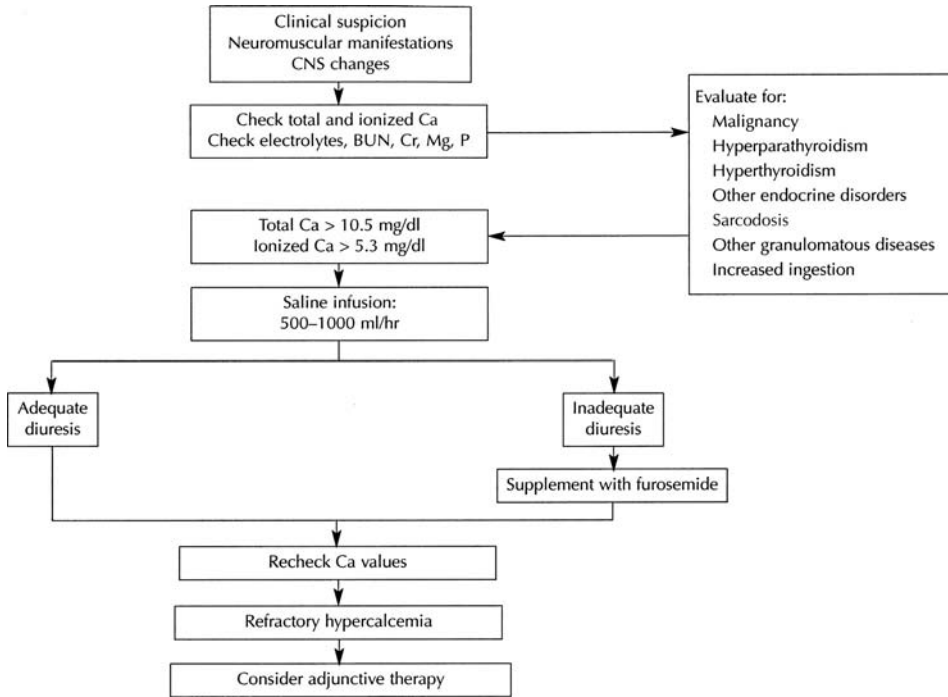 Clinical suspicion
Neuromuscular manifestations
CNS changes
Check total and ionized Ca
Check electrolytes, BUN, Cr, Mg, P
Evaluate for:
Malignancy
Hyperparathyroidism
Hyperthyroidism
Other endocrine disorders
Sarcodosis
Other granulomatous diseases
Increased ingestion
Total Ca > 10.5 mg/dl
Ionized Ca > 5.3 mg/dl
Saline infusion:
500–1000 ml/hr
Adequate
diuresis
Inadequate
diuresis
Supplement with furosemide
Recheck Ca values
Refractory hypercalcemia
Consider adjunctive therapy